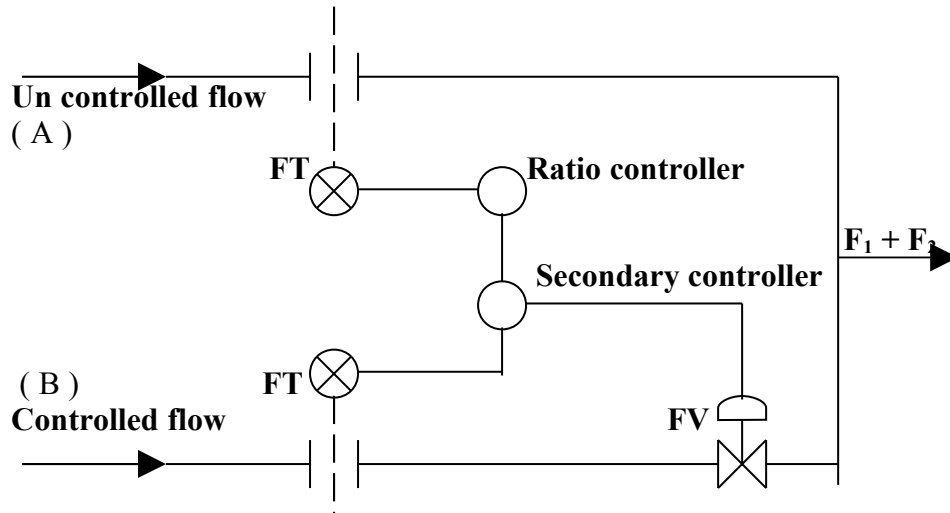 Un controlled flow
( A )
FT
Ratio controller
F₁ + F₂
Secondary controller
( B )
FT
Controlled flow
FV